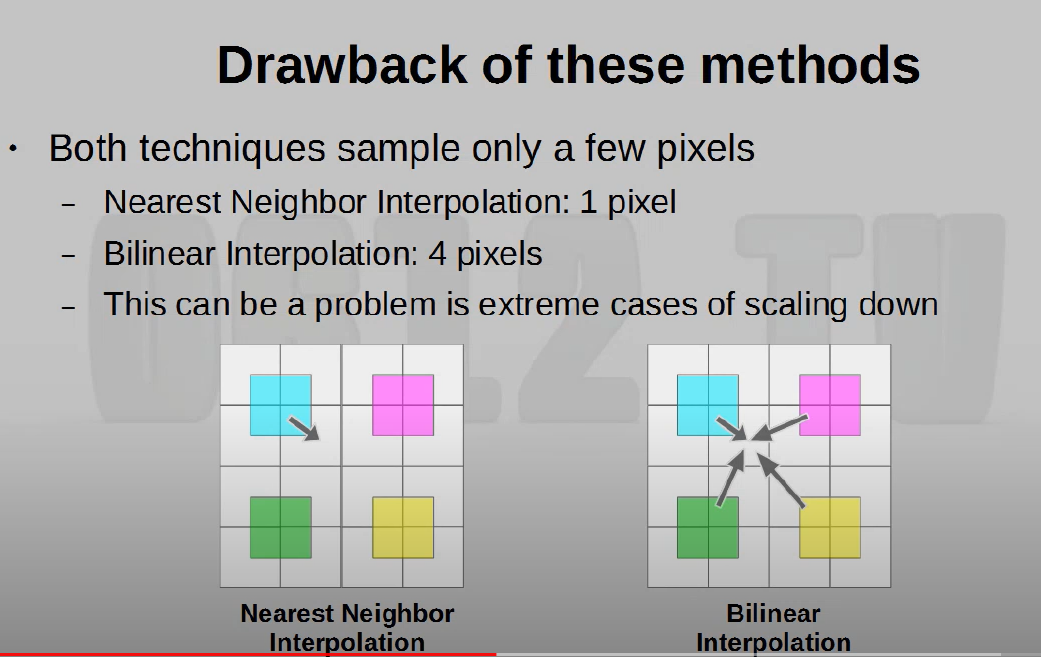 Drawback of these methods
• Both techniques sample only a few pixels
– Nearest Neighbor Interpolation: 1 pixel
– Bilinear Interpolation: 4 pixels
– This can be a problem is extreme cases of scaling down
Nearest Neighbor
Interpolation
Bilinear
Interpolation